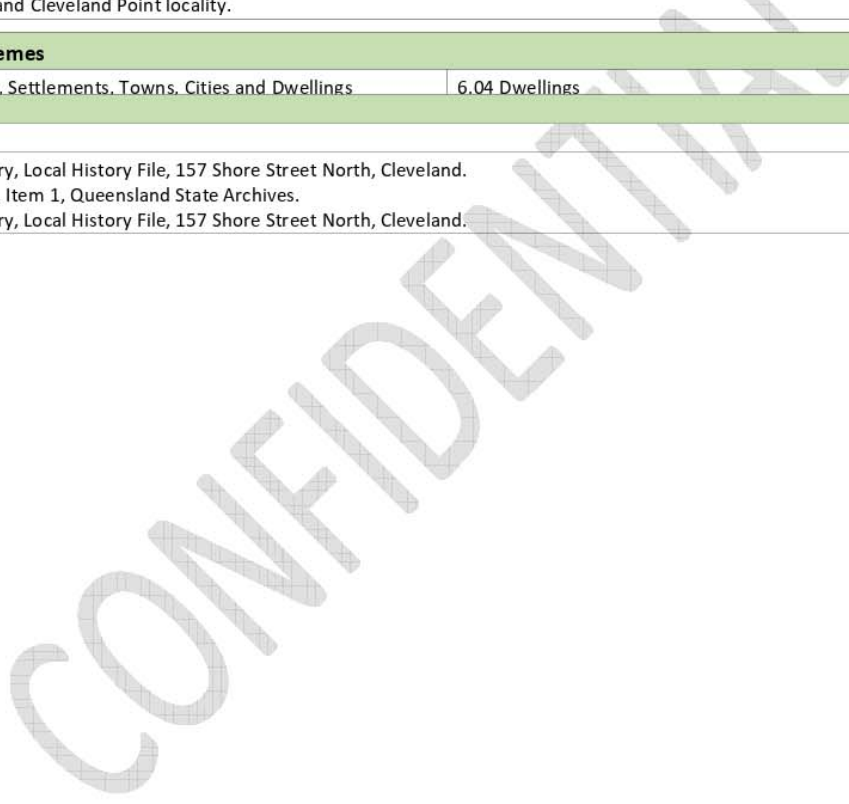 and Cleveland Point locality.
emes
. Settlements, Towns, Cities and Dwellings
6.04 Dwellings
ry, Local History File, 157 Shore Street North, Cleveland.
Item 1, Queensland State Archives.
ry, Local History File, 157 Shore Street North, Cleveland.
CONFIDENTIAL